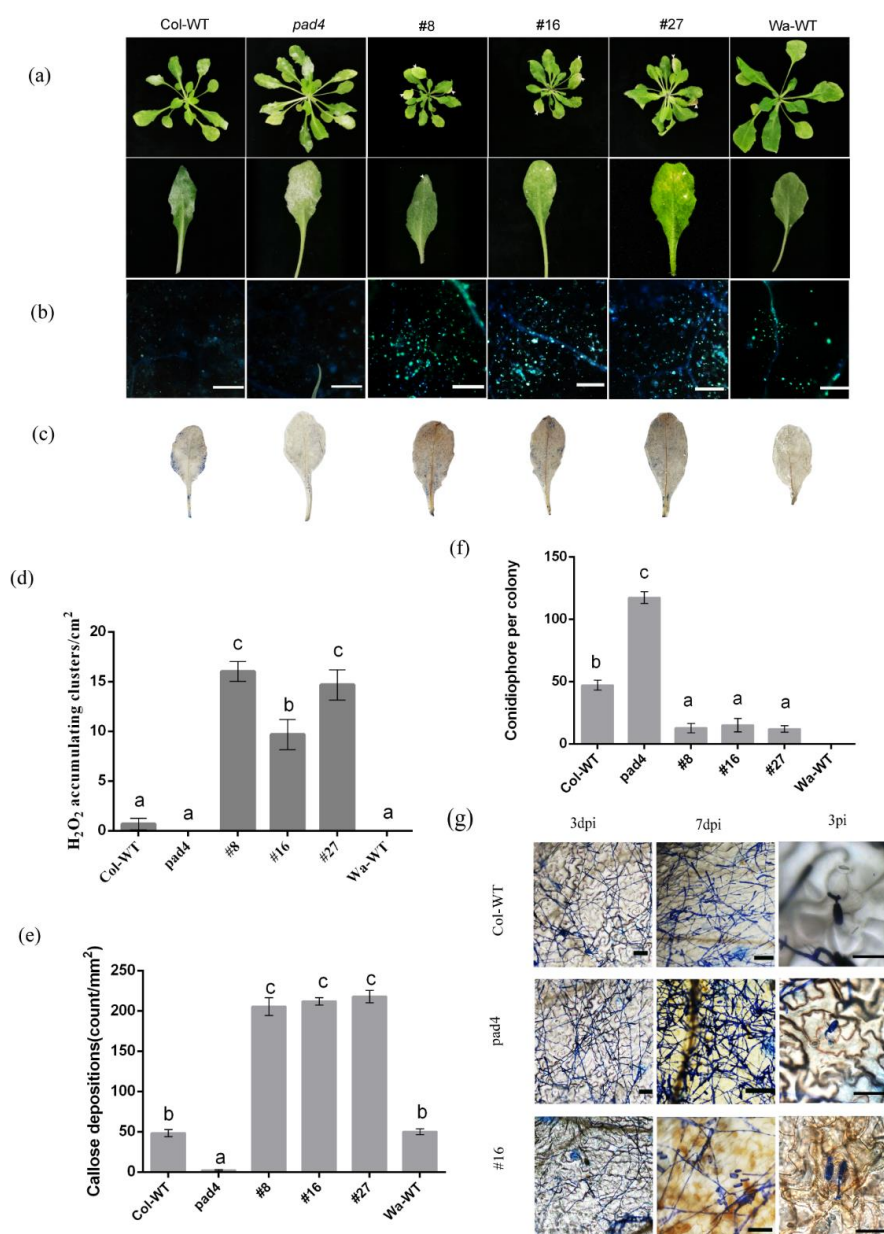 Col-WT pad4 #8 #16 #27 Wa-WT
(a)
(b)
(c)
(d)
H2O2 accumulating clusters/cm2
20
15
10
5
0
a a c b c a
Col-WT pad4 #8 #16 #27 Wa-WT
(e)
Callose depositions(count/mm2)
250
200
150
100
50
0
b a c c c b
Col-WT pad4 #8 #16 #27 Wa-WT
(f)
Conidiophore per colony
150
100
50
0
b c a a a
Col-WT pad4 #8 #16 #27 Wa-WT
(g)
3dpi 7dpi 3pi
Col-WT
pad4
#16